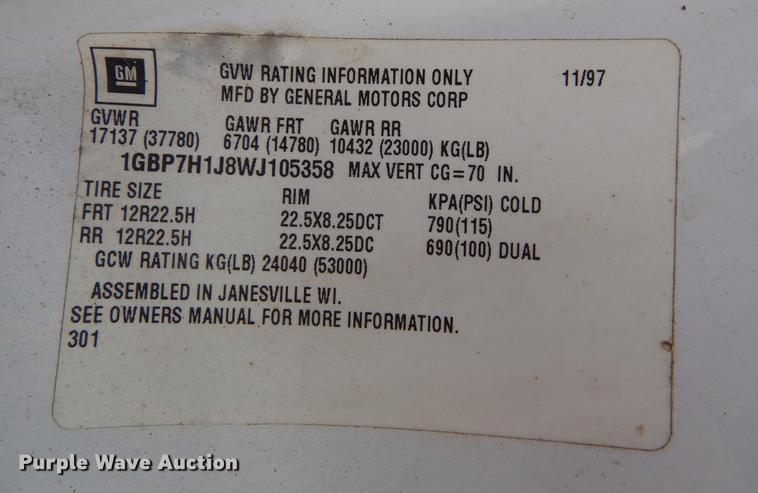 GM
GVW RATING INFORMATION ONLY 11/97
MFD BY GENERAL MOTORS CORP
GVWR GAWR FRT GAWR RR
17137 (37780) 6704 (14780) 10432 (23000) KG(LB)
1GBP7H1J8WJ105358 MAX VERT CG=70 IN.
TIRE SIZE RIM KPA(PSI) COLD
FRT 12R22.5H 22.5X8.25DCT 790(115)
RR 12R22.5H 22.5X8.25DC 690(100) DUAL
GCW RATING KG(LB) 24040 (53000)
ASSEMBLED IN JANESVILLE WI.
SEE OWNERS MANUAL FOR MORE INFORMATION.
301
Purple Wave Auction